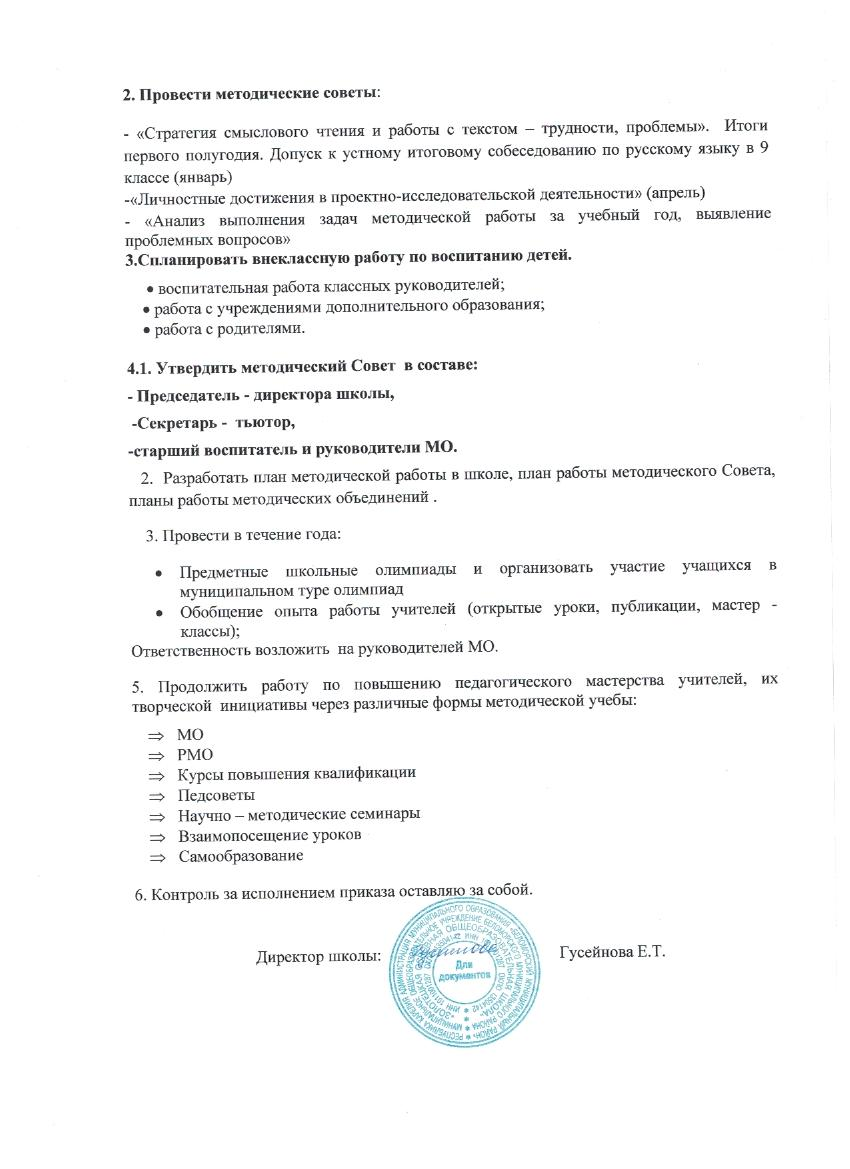 2. Провести методические советы:
- «Стратегия смыслового чтения и работы с текстом – трудности, проблемы». Итоги
первого полугодия. Допуск к устному итоговому собеседованию по русскому языку в 9
классе (январь)
-«Личностные достижения в проектно-исследовательской деятельности» (апрель)
- «Анализ выполнения задач методической работы за учебный год, выявление
проблемных вопросов»
3.Спланировать внеклассную работу по воспитанию детей.
• воспитательная работа классных руководителей;
• работа с учреждениями дополнительного образования;
• работа с родителями.
4.1. Утвердить методический Совет в составе:
- Председатель - директора школы,
-Секретарь - тьютор,
-старший воспитатель и руководители МО.
2. Разработать план методической работы в школе, план работы методического Совета,
планы работы методических объединений .
3. Провести в течение года:
• Предметные школьные олимпиады и организовать участие учащихся в
муниципальном туре олимпиад
• Обобщение опыта работы учителей (открытые уроки, публикации, мастер -
классы);
Ответственность возложить на руководителей МО.
5. Продолжить работу по повышению педагогического мастерства учителей, их
творческой инициативы через различные формы методической учебы:
⇒ МО
⇒ РМО
⇒ Курсы повышения квалификации
⇒ Педсоветы
⇒ Научно – методические семинары
⇒ Взаимопосещение уроков
⇒ Самообразование
6. Контроль за исполнением приказа оставляю за собой.
Директор школы: Гусейнова Е.Т.
Для
документов